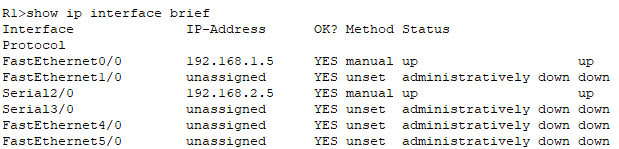 R1>show ip interface brief
Interface IP-Address OK? Method Status
Protocol
FastEthernet0/0 192.168.1.5 YES manual up up
FastEthernet1/0 unassigned YES unset administratively down down
Serial2/0 192.168.2.5 YES manual up up
Serial3/0 unassigned YES unset administratively down down
FastEthernet4/0 unassigned YES unset administratively down down
FastEthernet5/0 unassigned YES unset administratively down down